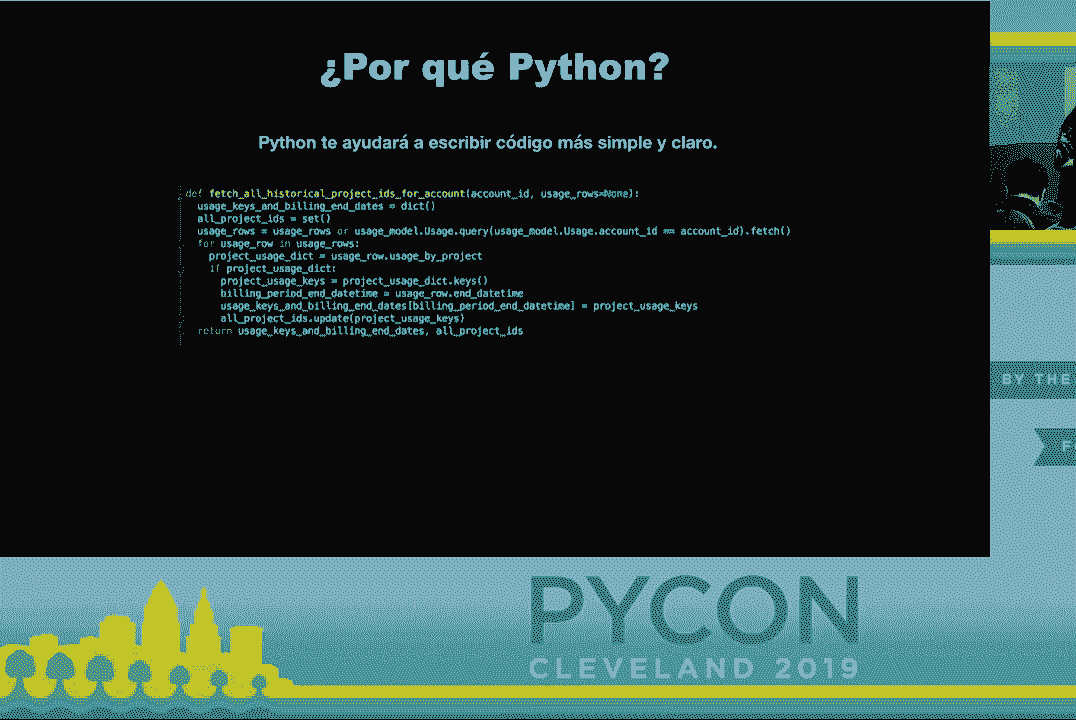 ¿Por qué Python?
Python te ayudará a escribir código más simple y claro.
def fetch_all_historical_project_ids_for_account(account_id, usage_rows=None):
usage_keys_and_billing_end_dates = dict()
all_project_ids = set()
usage_rows = usage_rows or usage_model.Usage.query(usage_model.Usage.account_id == account_id).fetch()
for usage_row in usage_rows:
project_usage_dict = usage_row.usage_by_project
if project_usage_dict:
project_usage_keys = project_usage_dict.keys()
billing_period_end_datetime = usage_row.end_datetime
usage_keys_and_billing_end_dates[billing_period_end_datetime] = project_usage_keys
all_project_ids.update(project_usage_keys)
return usage_keys_and_billing_end_dates, all_project_ids
BY THE
F
PYCON
CLEVELAND 2019